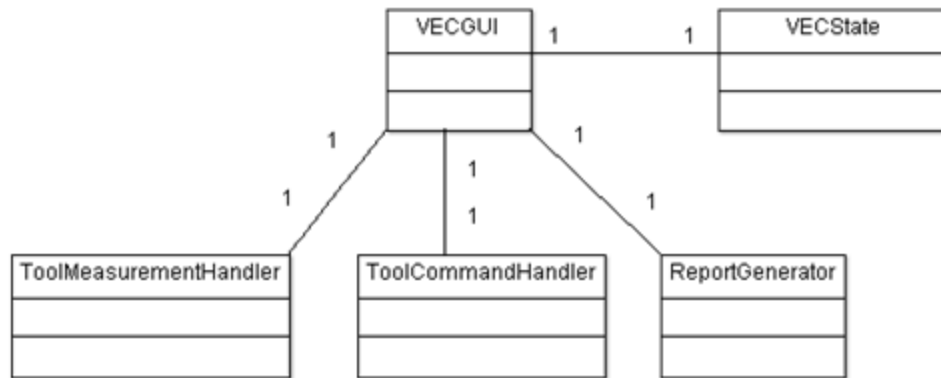 VECGUI
1
1
VECState
1
1
1
1
1
1
ToolMeasurementHandler
ToolCommandHandler
ReportGenerator